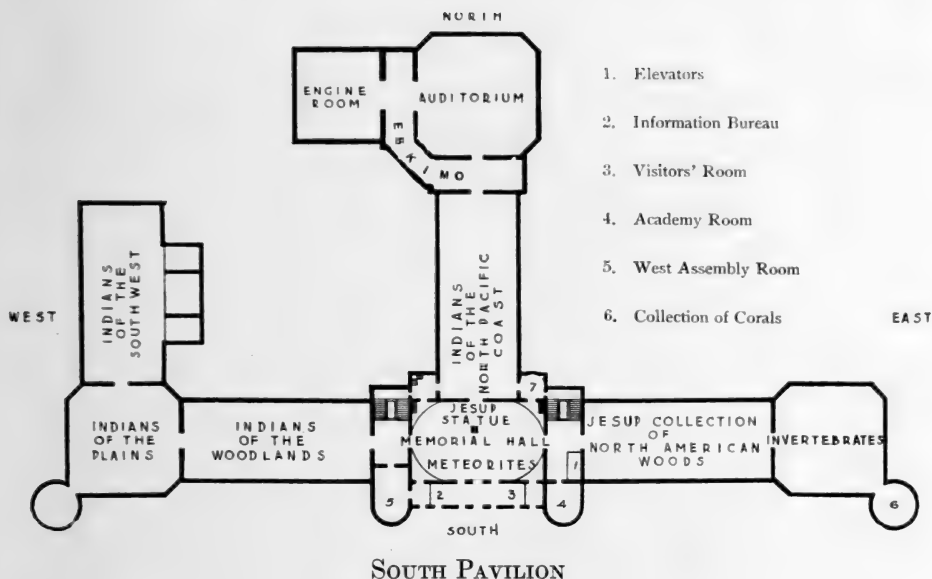 NORTH
ENGINE
ROOM
AUDITORIUM
ESKIMO
1. Elevators
2. Information Bureau
3. Visitors' Room
4. Academy Room
5. West Assembly Room
6. Collection of Corals
WEST
EAST
INDIANS
OF THE
SOUTHWEST
INDIANS
OF THE
NORTH PACIFIC
COAST
7
INDIANS
OF THE
PLAINS
INDIANS
OF THE
WOODLANDS
JESUP
STATUE
MEMORIAL HALL
METEORITES
JESUP COLLECTION
OF
NORTH AMERICAN
WOODS
INVERTEBRATES
1
5
2
3
4
6
SOUTH
SOUTH PAVILION